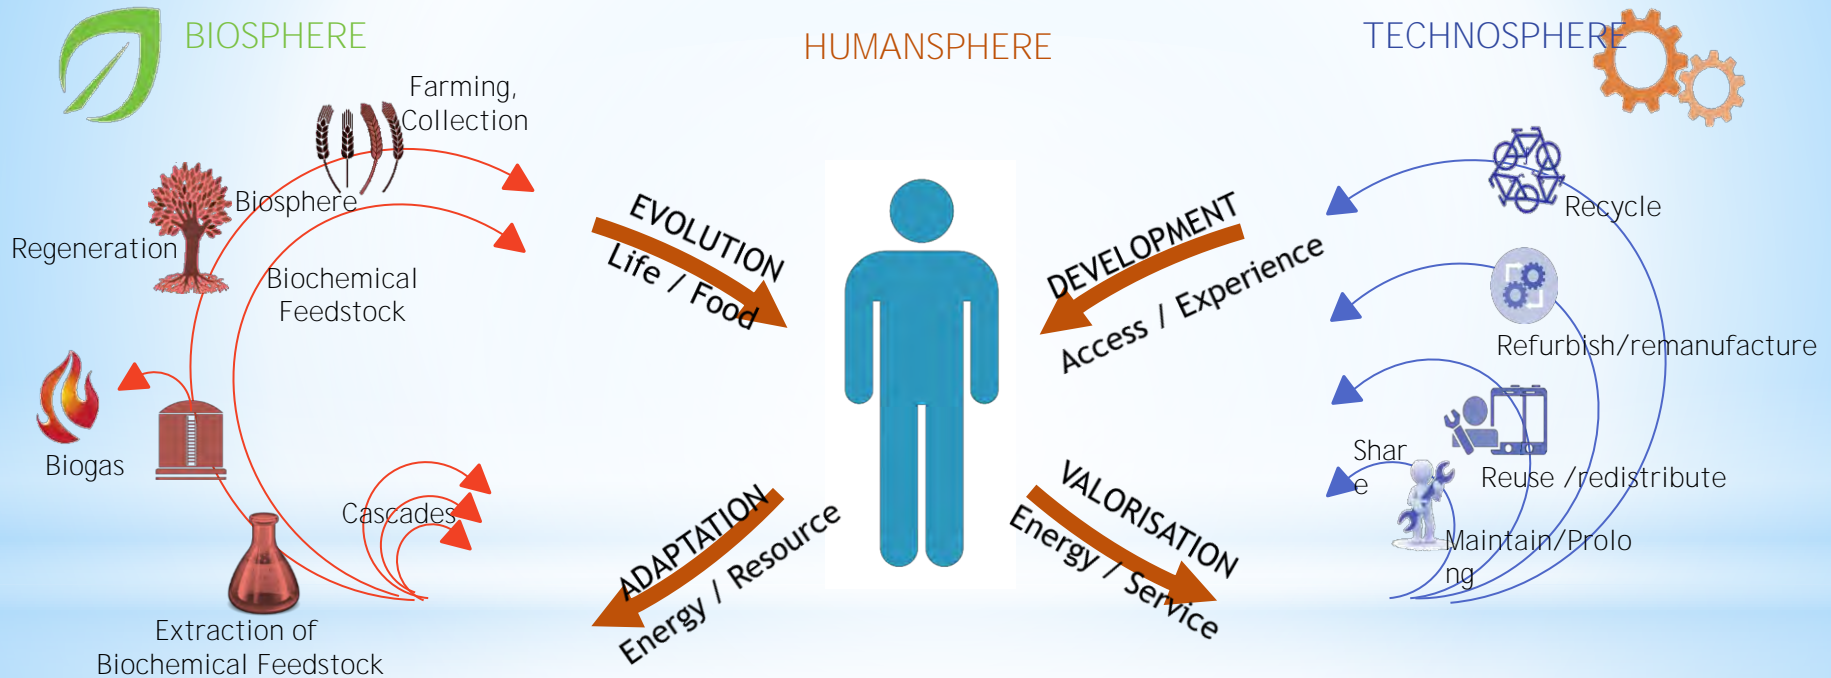 BIOSPHERE
HUMANSPHERE
TECHNOSPHERE
Farming,
Collection
Biosphere
Regeneration
Biochemical
Feedstock
Biogas
Cascades
Extraction of
Biochemical Feedstock
EVOLUTION
Life / Food
DEVELOPMENT
Access / Experience
ADAPTATION
Energy / Resource
VALORISATION
Energy / Service
Recycle
Refurbish/remanufacture
Reuse /redistribute
Shar
e
Maintain/Prolo
ng